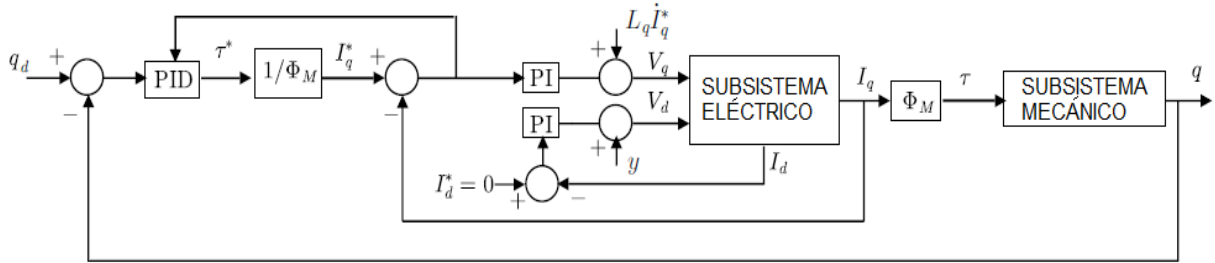 q_d
+
−
PID
τ*
1/Φ_M
I_q*
+
−
PI
L_q İ_q*
+
V_q
SUBSISTEMA
ELÉCTRICO
I_q
Φ_M
τ
SUBSISTEMA
MECÁNICO
q
PI
V_d
+
y
I_d
I_d* = 0
+
−